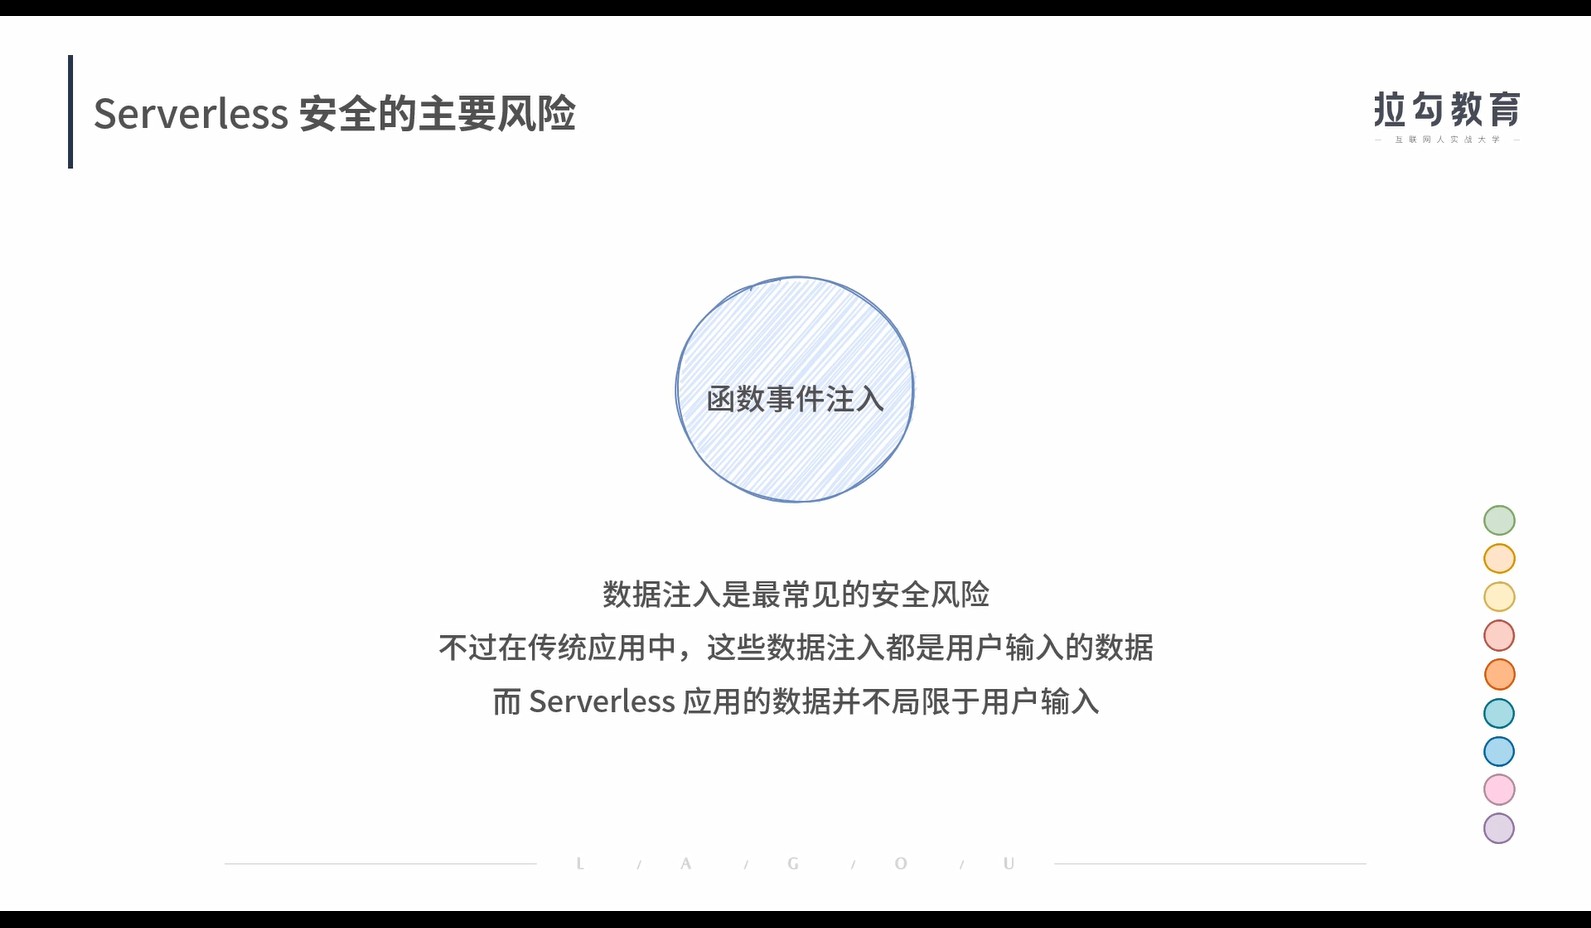 Serverless 安全的主要风险
拉勾教育
互联网人实战大学
函数事件注入
数据注入是最常见的安全风险
不过在传统应用中，这些数据注入都是用户输入的数据
而 Serverless 应用的数据并不局限于用户输入
L / A / G / O / U